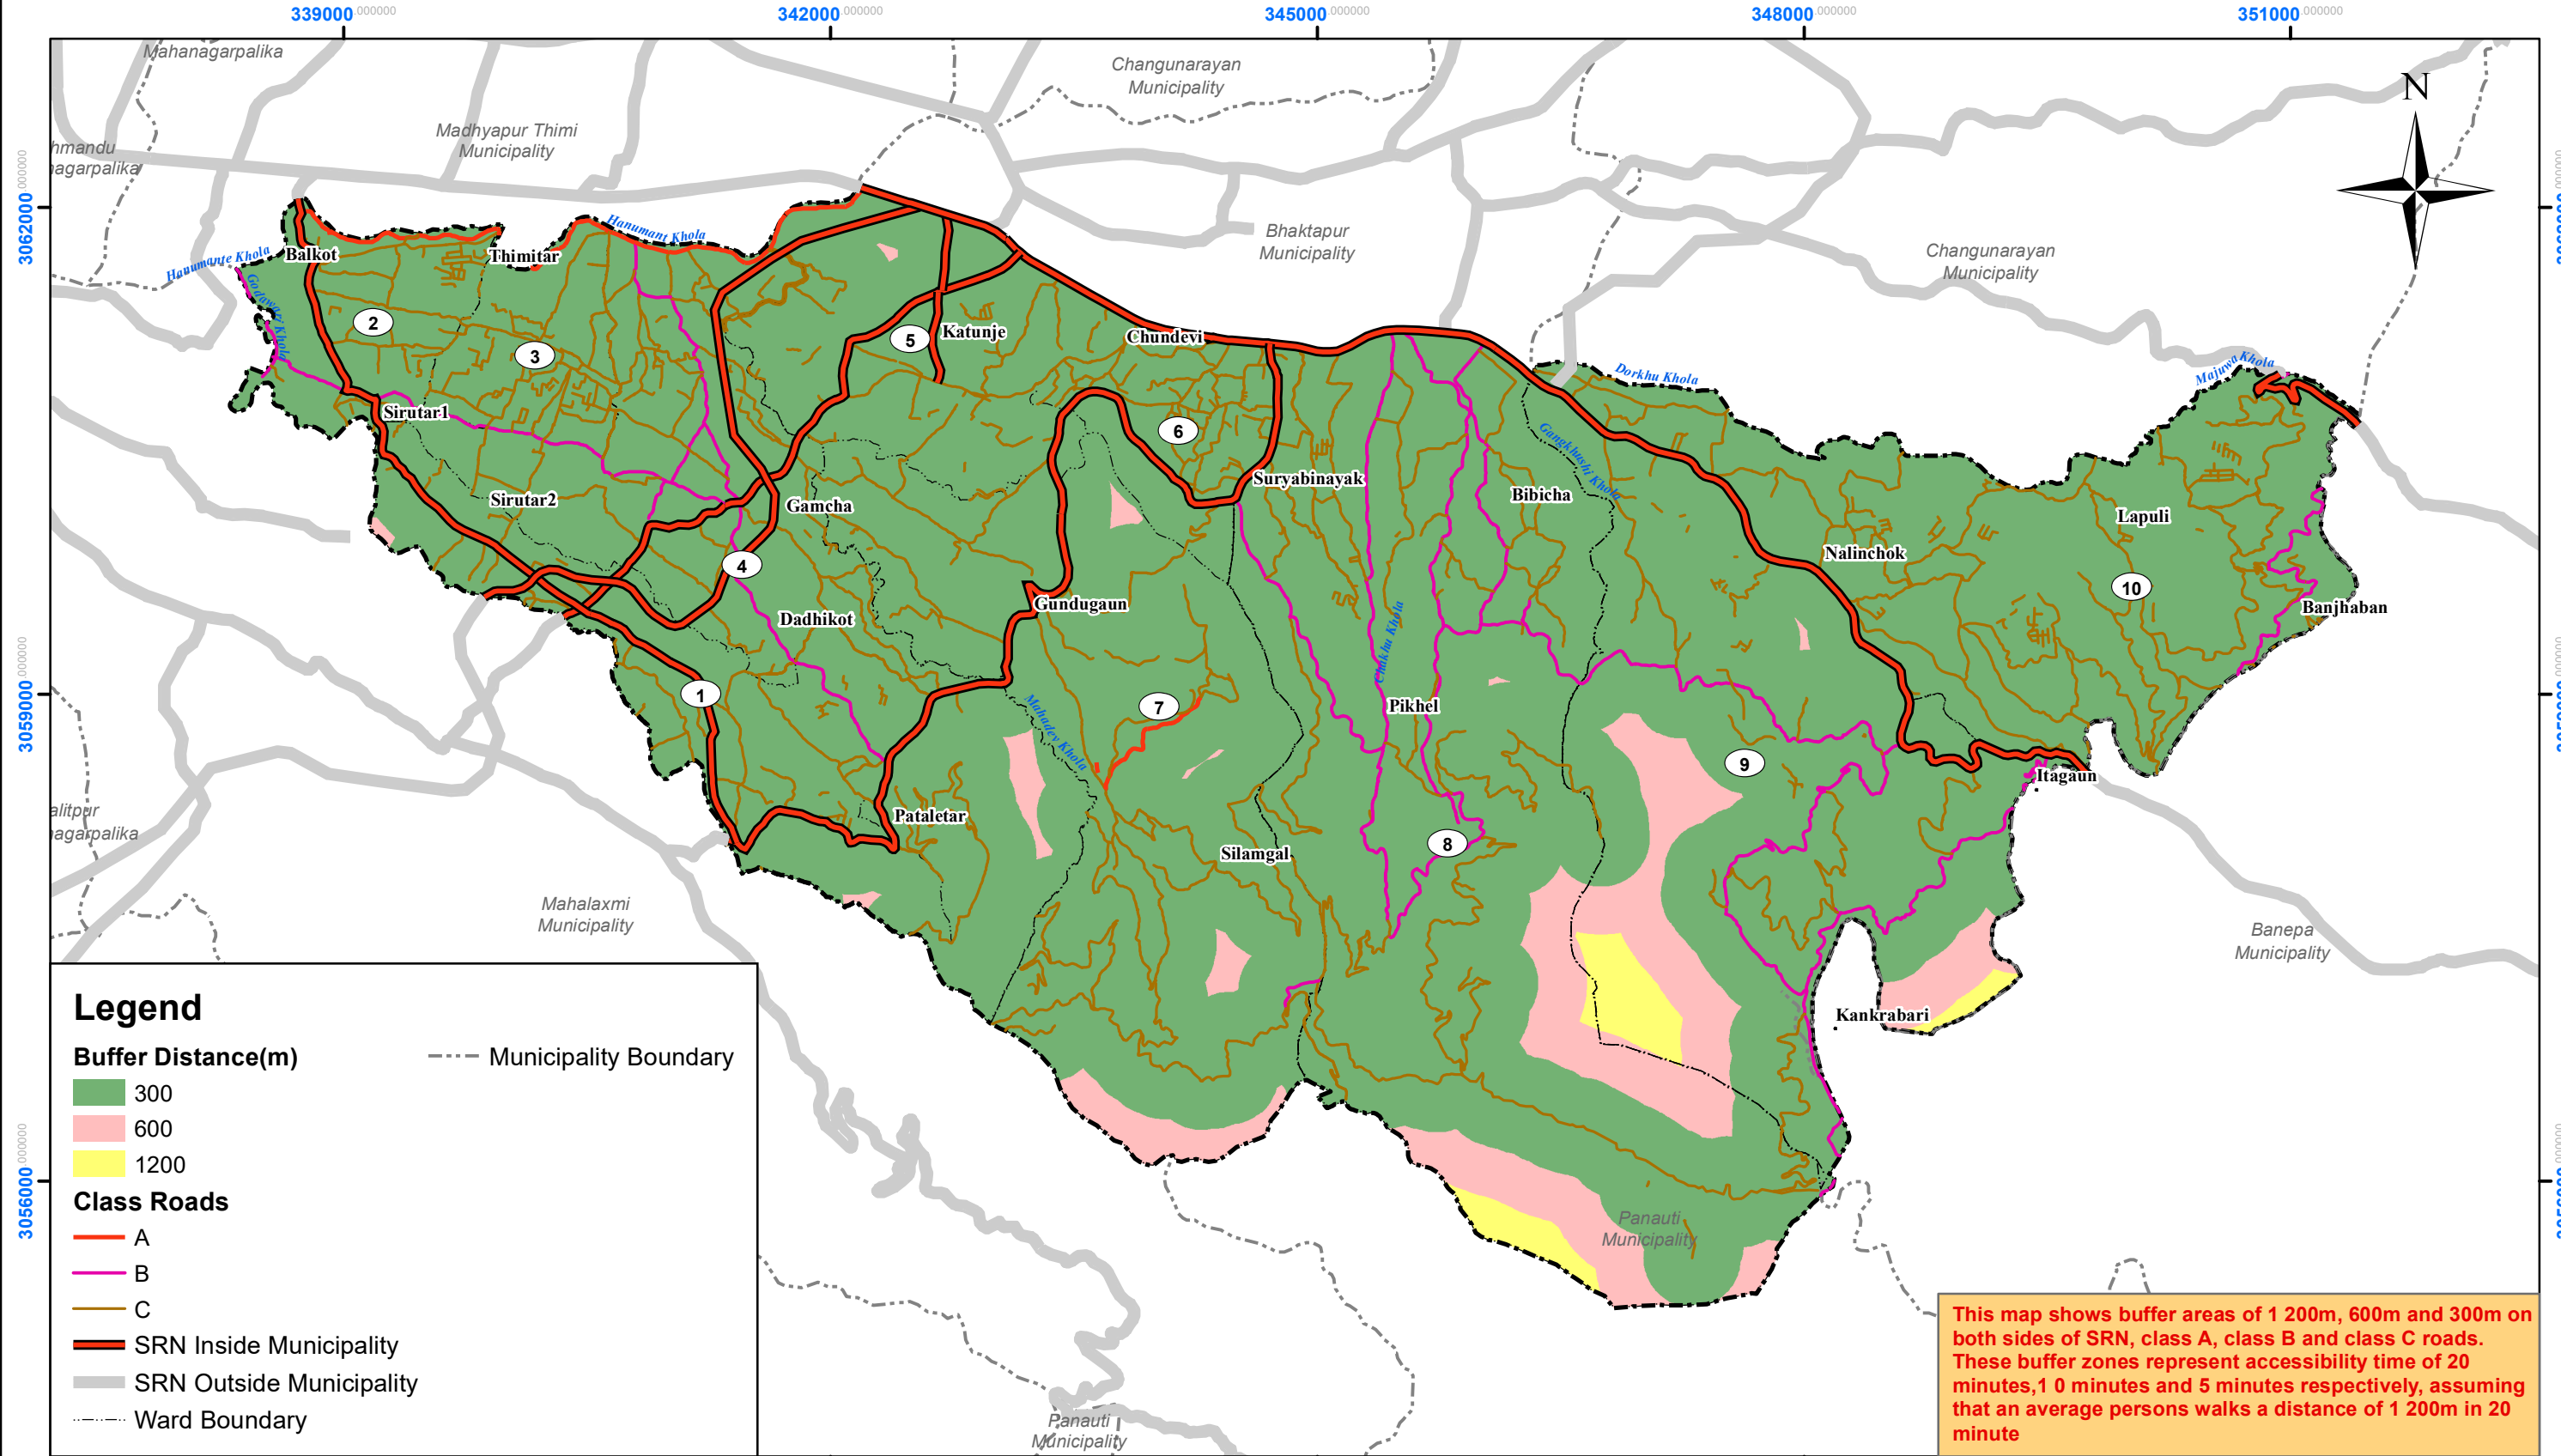 339000.000000
342000.000000
345000.000000
348000.000000
351000.000000
Mahanagarpalika
Changunarayan
Municipality
Madhyapur Thimi
Municipality
hmandu
nagarpalika
N
3062000.000000
Hanumant Khola
Bhaktapur
Municipality
Changunarayan
Municipality
Hanumante Khola
Balkot
Thimitar
Godawari Khola
2
3
5
Katunje
Chundevi
Dorkhu Khola
Majuwa Khola
Sirutar1
6
Gangkhushi Khola
Sirutar2
Gamcha
Suryabinayak
Bibicha
Lapuli
Nalinchok
4
10
Gundugaun
Banjhaban
Dadhikot
Chakhu Khola
3059000.000000
1
7
Pikhel
Mahadev Khola
9
Itagaun
alitpur
nagarpalika
Pataletar
8
Silamgal
Mahalaxmi
Municipality
Banepa
Municipality
Kankrabari
3056000.000000
Panauti
Municipality
Panauti
Municipality
Legend
Buffer Distance(m)
300
600
1200
Municipality Boundary
Class Roads
A
B
C
SRN Inside Municipality
SRN Outside Municipality
Ward Boundary
This map shows buffer areas of 1 200m, 600m and 300m on
both sides of SRN, class A, class B and class C roads.
These buffer zones represent accessibility time of 20
minutes,1 0 minutes and 5 minutes respectively, assuming
that an average persons walks a distance of 1 200m in 20
minute